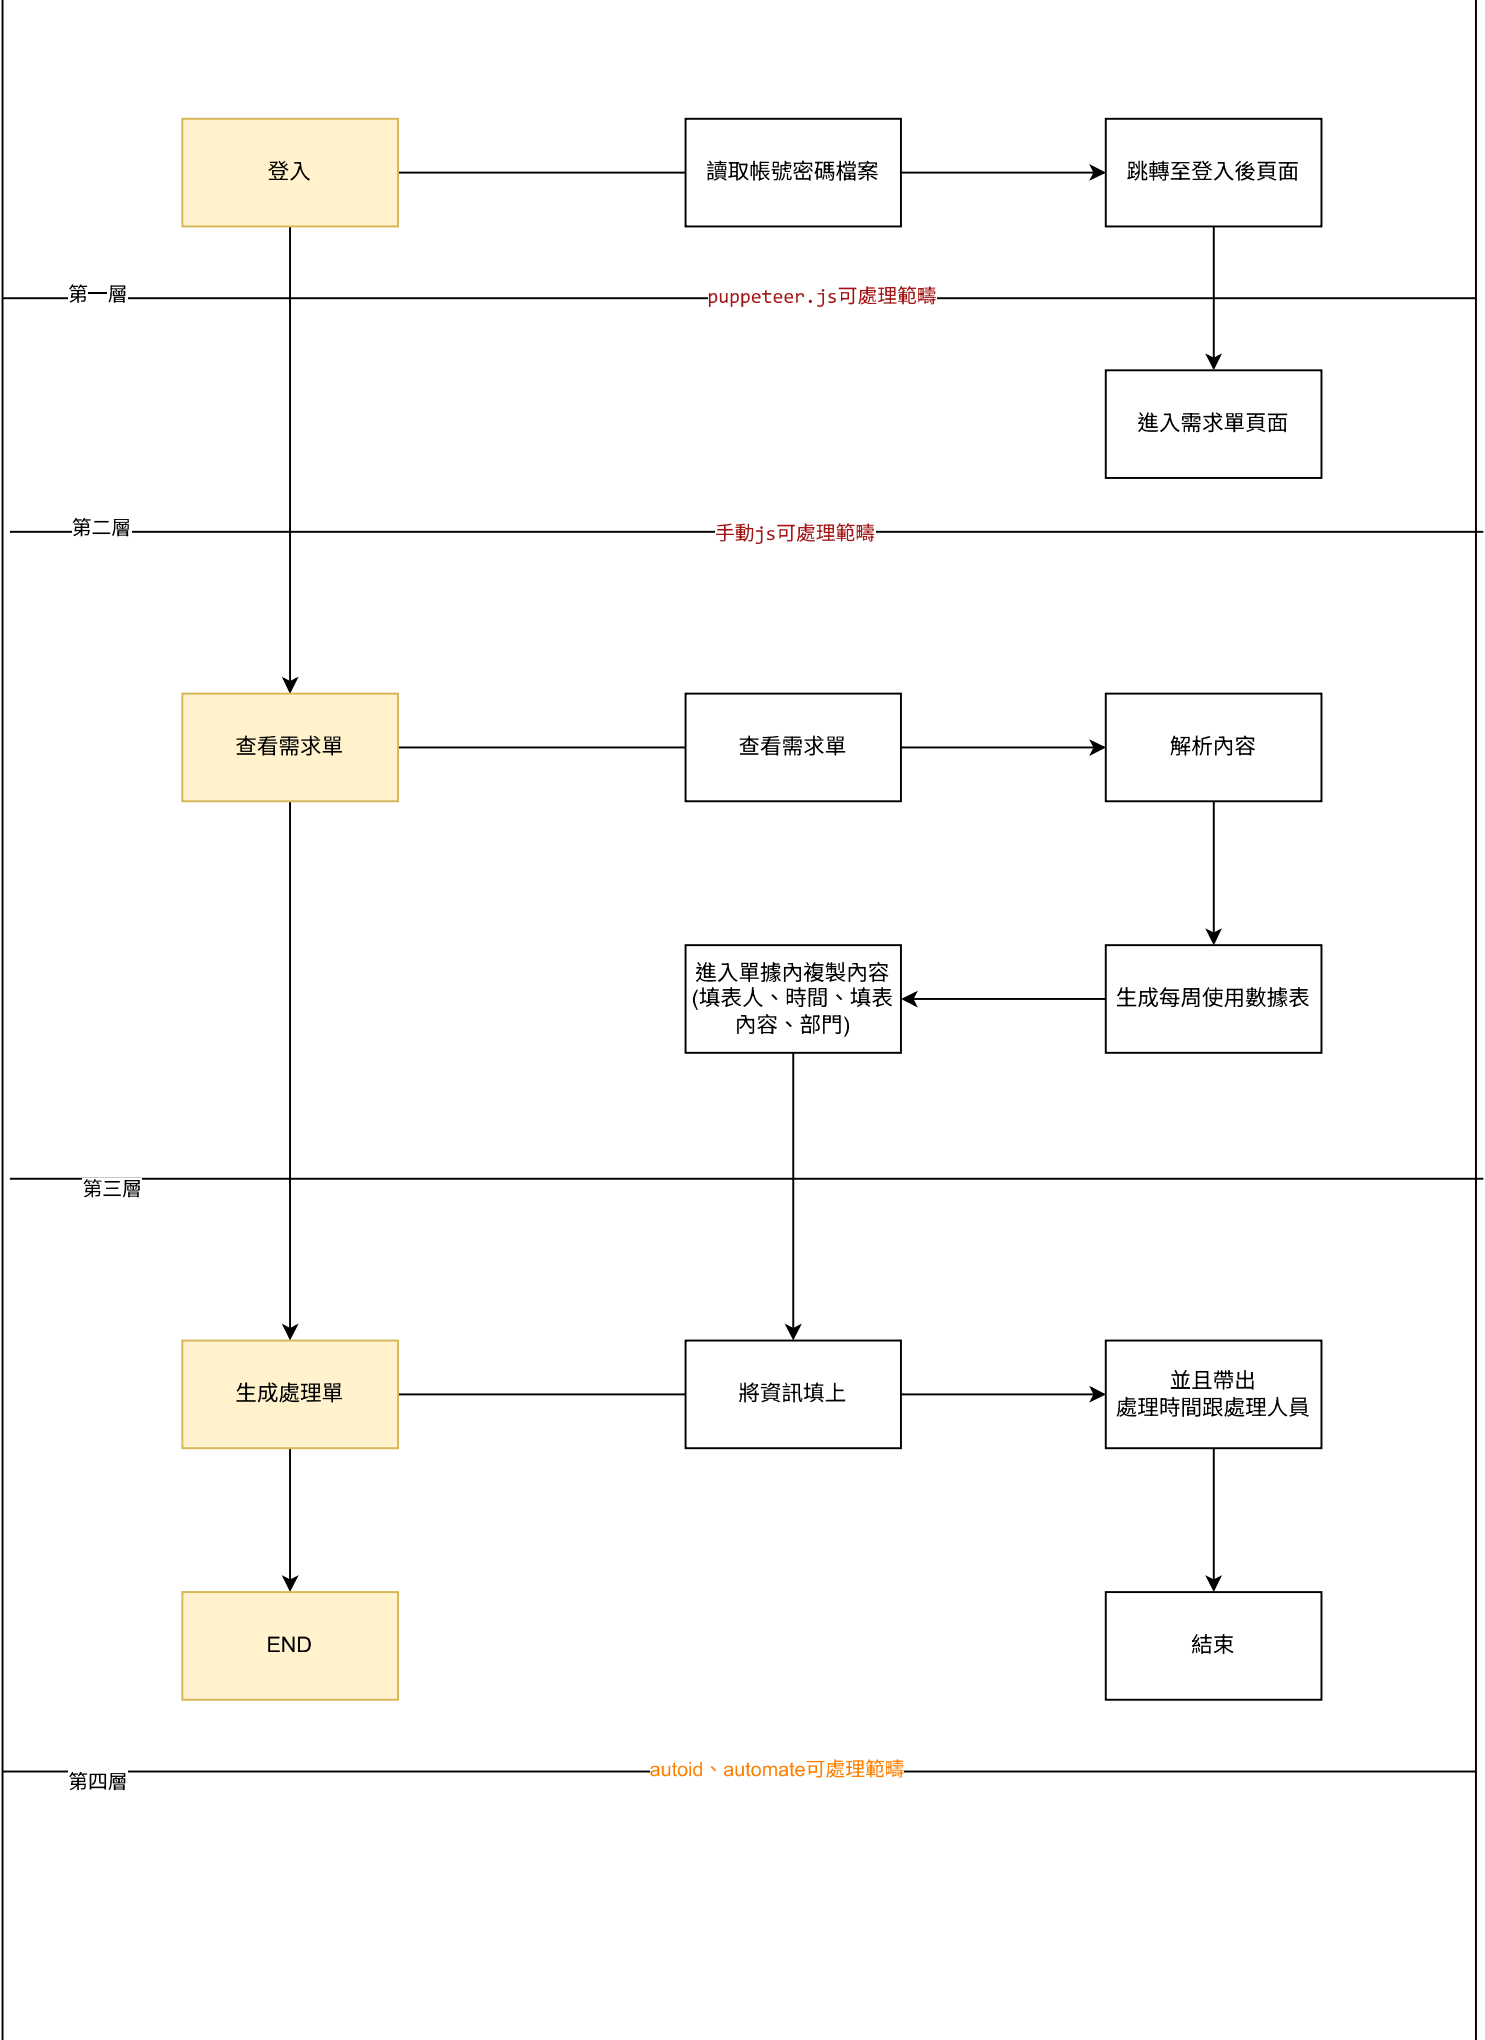 登入
讀取帳號密碼檔案
跳轉至登入後頁面
第一層
puppeteer.js可處理範疇
進入需求單頁面
第二層
手動js可處理範疇
查看需求單
查看需求單
解析內容
進入單據內複製內容
(填表人、時間、填表
內容、部門)
生成每周使用數據表
第三層
生成處理單
將資訊填上
並且帶出
處理時間跟處理人員
END
結束
第四層
autoid、automate可處理範疇